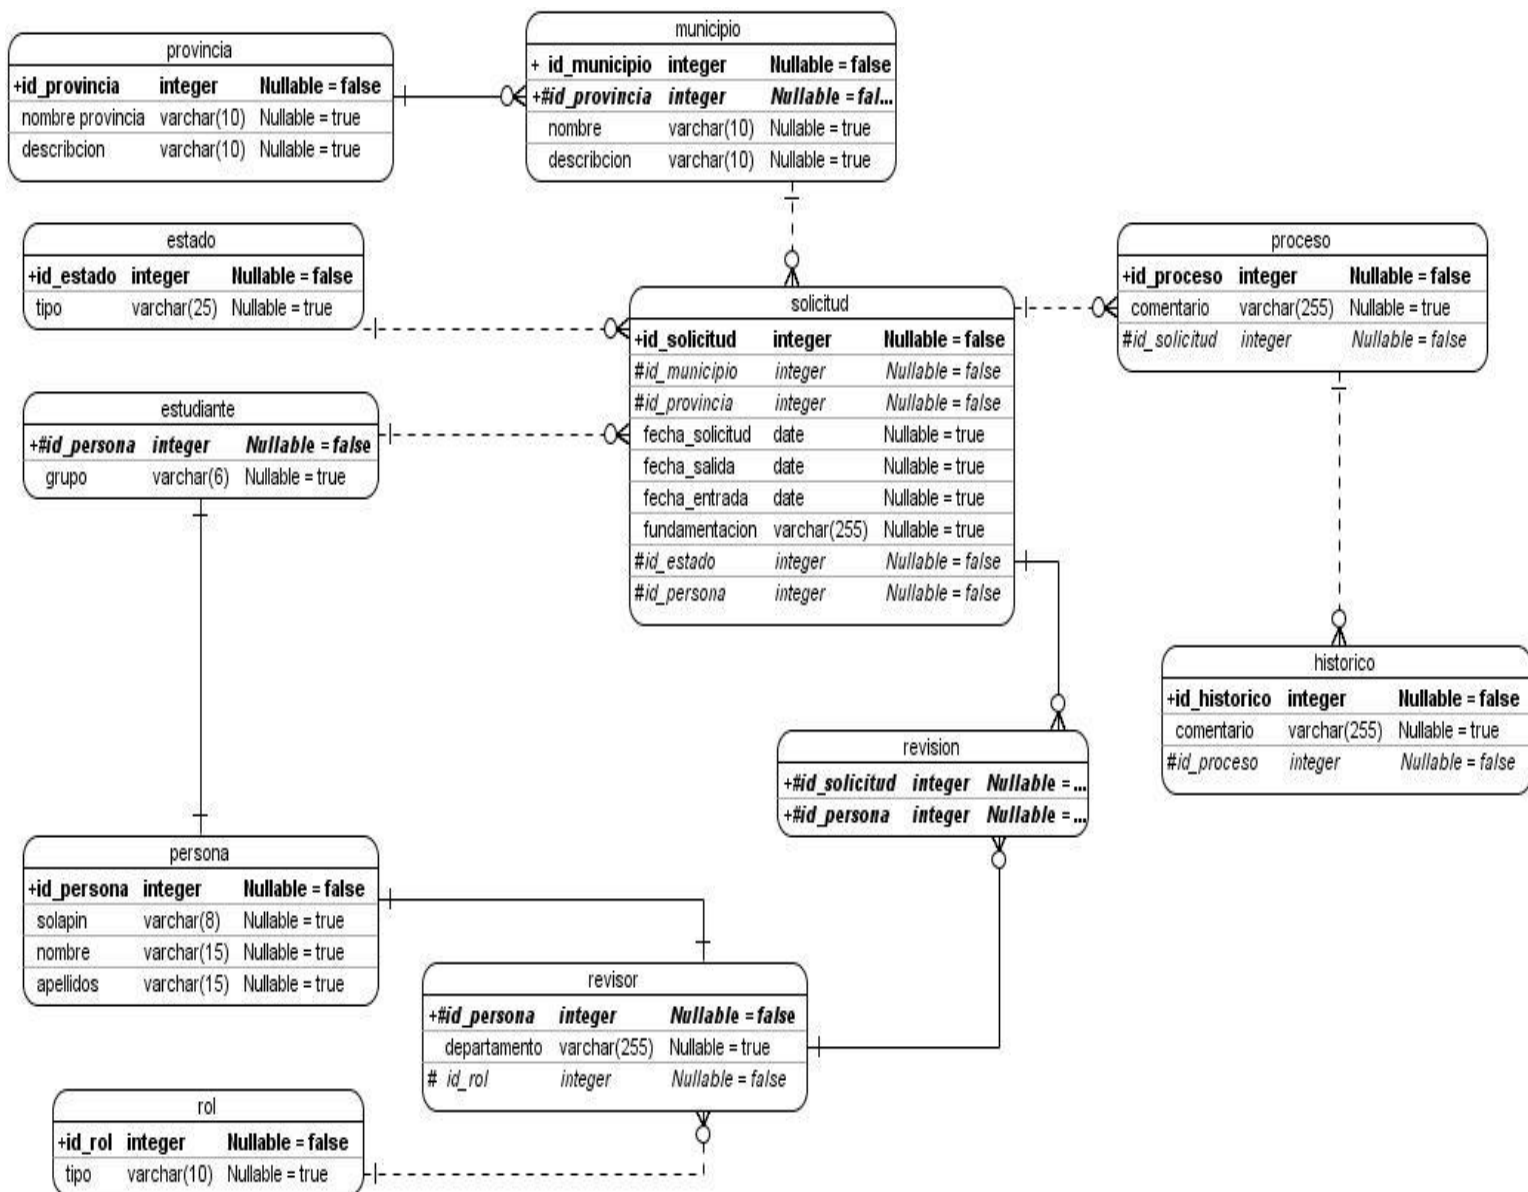 provincia
+id_provincia integer Nullable = false
nombre provincia varchar(10) Nullable = true
describcion varchar(10) Nullable = true
municipio
+ id_municipio integer Nullable = false
+#id_provincia integer Nullable = fal...
nombre varchar(10) Nullable = true
describcion varchar(10) Nullable = true
estado
+id_estado integer Nullable = false
tipo varchar(25) Nullable = true
proceso
+id_proceso integer Nullable = false
comentario varchar(255) Nullable = true
#id_solicitud integer Nullable = false
solicitud
+id_solicitud integer Nullable = false
#id_municipio integer Nullable = false
#id_provincia integer Nullable = false
fecha_solicitud date Nullable = true
fecha_salida date Nullable = true
fecha_entrada date Nullable = true
fundamentacion varchar(255) Nullable = true
#id_estado integer Nullable = false
#id_persona integer Nullable = false
estudiante
+#id_persona integer Nullable = false
grupo varchar(6) Nullable = true
historico
+id_historico integer Nullable = false
comentario varchar(255) Nullable = true
#id_proceso integer Nullable = false
revision
+#id_solicitud integer Nullable = ...
+#id_persona integer Nullable = ...
persona
+id_persona integer Nullable = false
solapin varchar(8) Nullable = true
nombre varchar(15) Nullable = true
apellidos varchar(15) Nullable = true
revisor
+#id_persona integer Nullable = false
departamento varchar(255) Nullable = true
# id_rol integer Nullable = false
rol
+id_rol integer Nullable = false
tipo varchar(10) Nullable = true